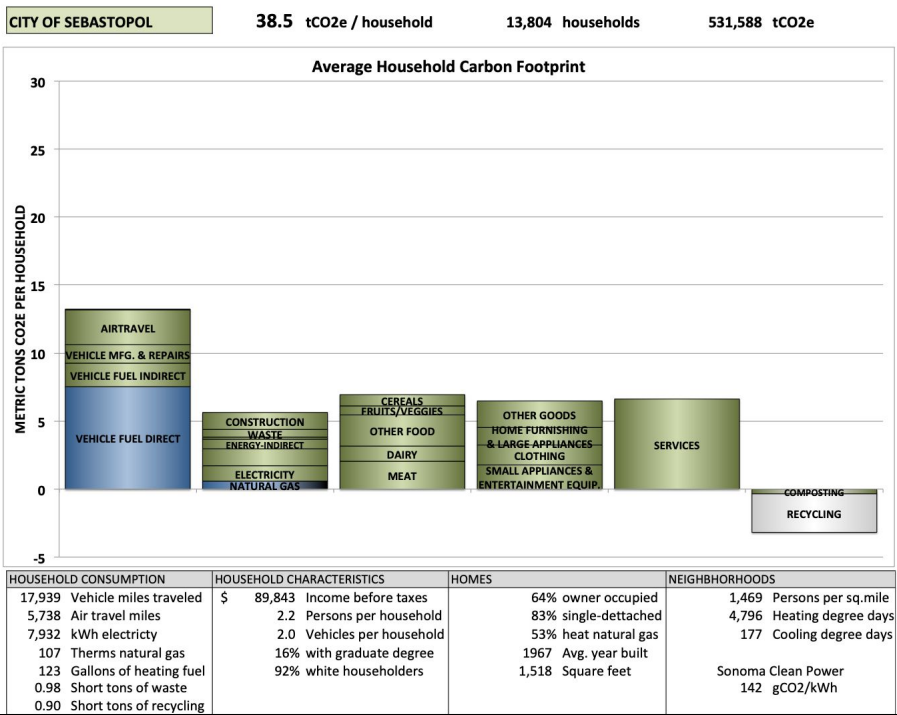 CITY OF SEBASTOPOL 38.5 tCO2e / household 13,804 households 531,588 tCO2e
Average Household Carbon Footprint
METRIC TONS CO2E PER HOUSEHOLD
30
25
20
15
10
5
0
-5
AIRTRAVEL
VEHICLE MFG. & REPAIRS
VEHICLE FUEL INDIRECT
VEHICLE FUEL DIRECT
CONSTRUCTION
WASTE
ENERGY-INDIRECT
ELECTRICITY
NATURAL GAS
CEREALS
FRUITS/VEGGIES
OTHER FOOD
DAIRY
MEAT
OTHER GOODS
HOME FURNISHING
& LARGE APPLIANCES
CLOTHING
SMALL APPLIANCES &
ENTERTAINMENT EQUIP.
SERVICES
COMPOSTING
RECYCLING
HOUSEHOLD CONSUMPTION
17,939 Vehicle miles traveled
5,738 Air travel miles
7,932 kWh electricty
107 Therms natural gas
123 Gallons of heating fuel
0.98 Short tons of waste
0.90 Short tons of recycling
HOUSEHOLD CHARACTERISTICS
$ 89,843 Income before taxes
2.2 Persons per household
2.0 Vehicles per household
16% with graduate degree
92% white householders
HOMES
64% owner occupied
83% single-dettached
53% heat natural gas
1967 Avg. year built
1,518 Square feet
NEIGHBHORHOODS
1,469 Persons per sq.mile
4,796 Heating degree days
177 Cooling degree days
Sonoma Clean Power
142 gCO2/kWh